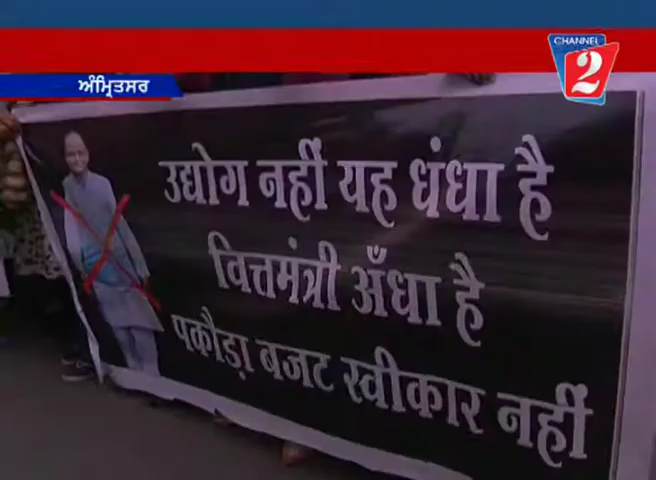 CHANNEL
2
ਅੰਮ੍ਰਿਤਸਰ
उद्योग नहीं यह धंधा है
वित्तमंत्री अँधा है
पकौड़ा बजट स्वीकार नहीं